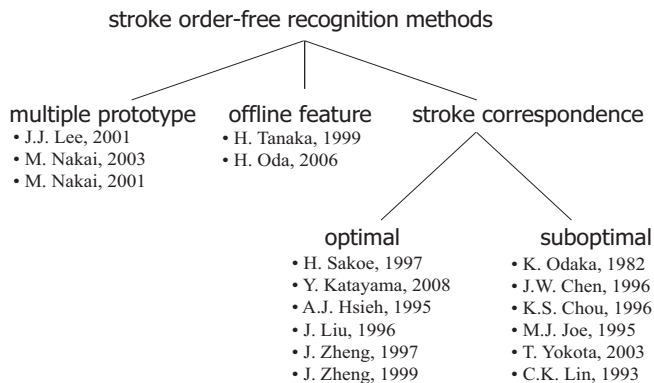 stroke order-free recognition methods
multiple prototype
• J.J. Lee, 2001
• M. Nakai, 2003
• M. Nakai, 2001
offline feature
• H. Tanaka, 1999
• H. Oda, 2006
stroke correspondence
optimal
• H. Sakoe, 1997
• Y. Katayama, 2008
• A.J. Hsieh, 1995
• J. Liu, 1996
• J. Zheng, 1997
• J. Zheng, 1999
suboptimal
• K. Odaka, 1982
• J.W. Chen, 1996
• K.S. Chou, 1996
• M.J. Joe, 1995
• T. Yokota, 2003
• C.K. Lin, 1993